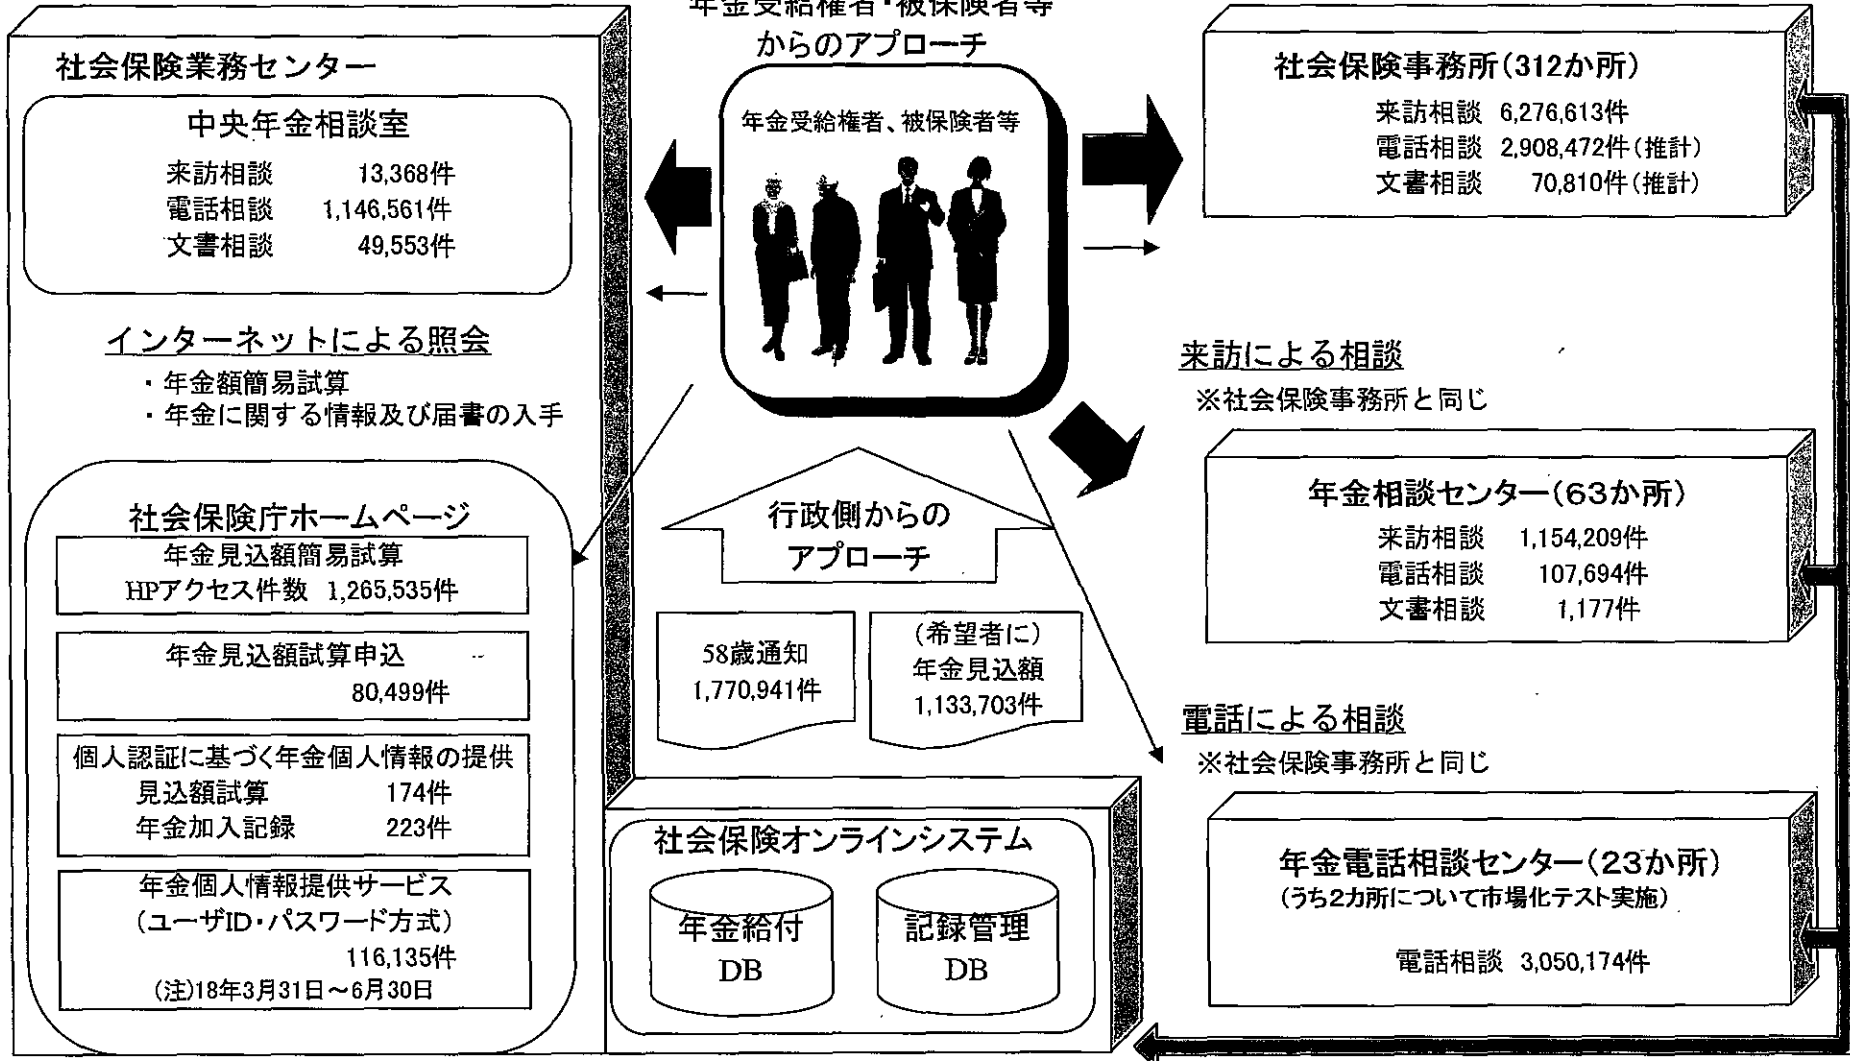 年金受給権者・被保険者等
からのアプローチ
社会保険業務センター
中央年金相談室
来訪相談 13,368件
電話相談 1,146,561件
文書相談 49,553件
インターネットによる照会
・年金額簡易試算
・年金に関する情報及び届書の入手
社会保険庁ホームページ
年金見込額簡易試算
HPアクセス件数 1,265,535件
年金見込額試算申込
80,499件
個人認証に基づく年金個人情報の提供
見込額試算 174件
年金加入記録 223件
年金個人情報提供サービス
(ユーザID・パスワード方式)
116,135件
(注)18年3月31日～6月30日
年金受給権者、被保険者等
行政側からの
アプローチ
58歳通知
1,770,941件
(希望者に)
年金見込額
1,133,703件
社会保険オンラインシステム
年金給付
DB
記録管理
DB
社会保険事務所(312か所)
来訪相談 6,276,613件
電話相談 2,908,472件(推計)
文書相談 70,810件(推計)
来訪による相談
※社会保険事務所と同じ
年金相談センター(63か所)
来訪相談 1,154,209件
電話相談 107,694件
文書相談 1,177件
電話による相談
※社会保険事務所と同じ
年金電話相談センター(23か所)
(うち2カ所について市場化テスト実施)
電話相談 3,050,174件